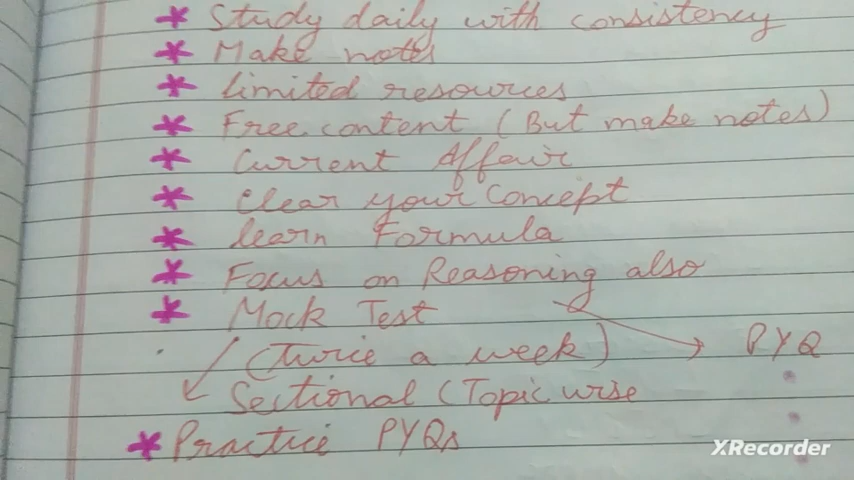 * Study daily with consistency
* Make notes
* Limited resources
* Free content (But make notes)
* Current Affair
* Clear your Concept
* learn Formula
* Focus on Reasoning also
* Mock Test
(twice a week) → PYQ
Sectional (Topic wise
* Practice PYQs
XRecorder